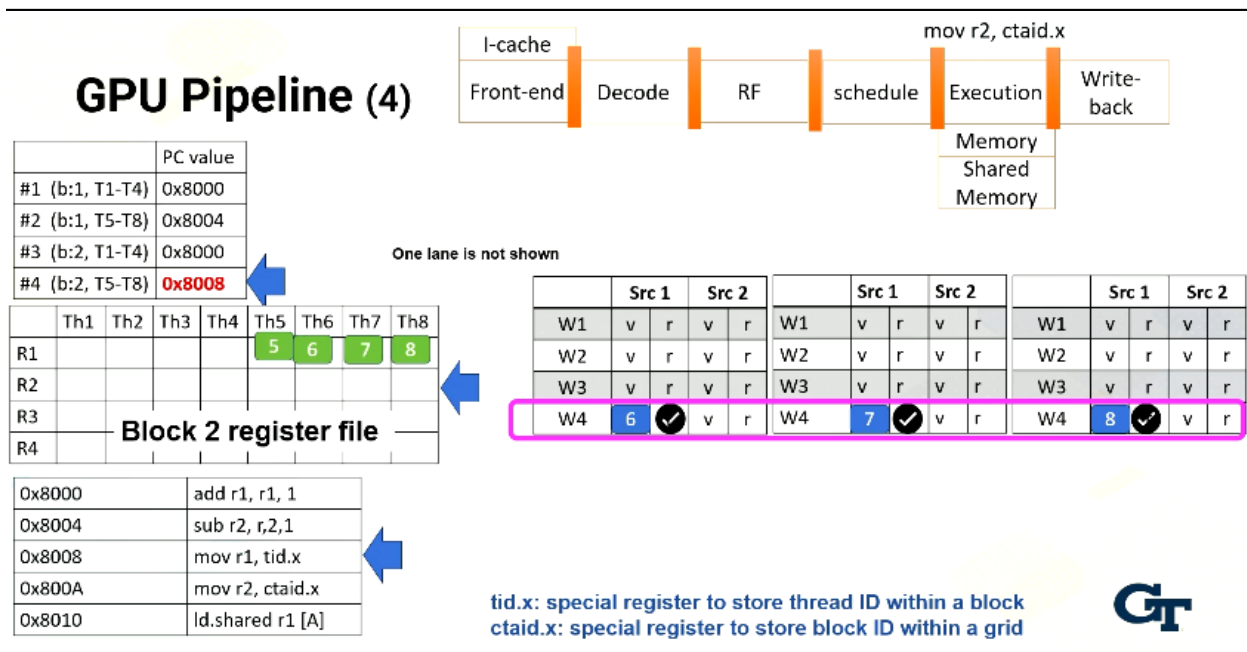 GPU Pipeline (4)
mov r2, ctaid.x
I-cache
Front-end Decode RF schedule Execution Write-back
Memory
Shared Memory
PC value
#1 (b:1, T1-T4) 0x8000
#2 (b:1, T5-T8) 0x8004
#3 (b:2, T1-T4) 0x8000
#4 (b:2, T5-T8) 0x8008
One lane is not shown
Th1 Th2 Th3 Th4 Th5 Th6 Th7 Th8
R1 5 6 7 8
R2
R3
R4
Block 2 register file
Src 1 Src 2
W1 v r v r
W2 v r v r
W3 v r v r
W4 6 v r
Src 1 Src 2
W1 v r v r
W2 v r v r
W3 v r v r
W4 7 v r
Src 1 Src 2
W1 v r v r
W2 v r v r
W3 v r v r
W4 8 v r
0x8000 add r1, r1, 1
0x8004 sub r2, r,2,1
0x8008 mov r1, tid.x
0x800A mov r2, ctaid.x
0x8010 ld.shared r1 [A]
tid.x: special register to store thread ID within a block
ctaid.x: special register to store block ID within a grid
GT